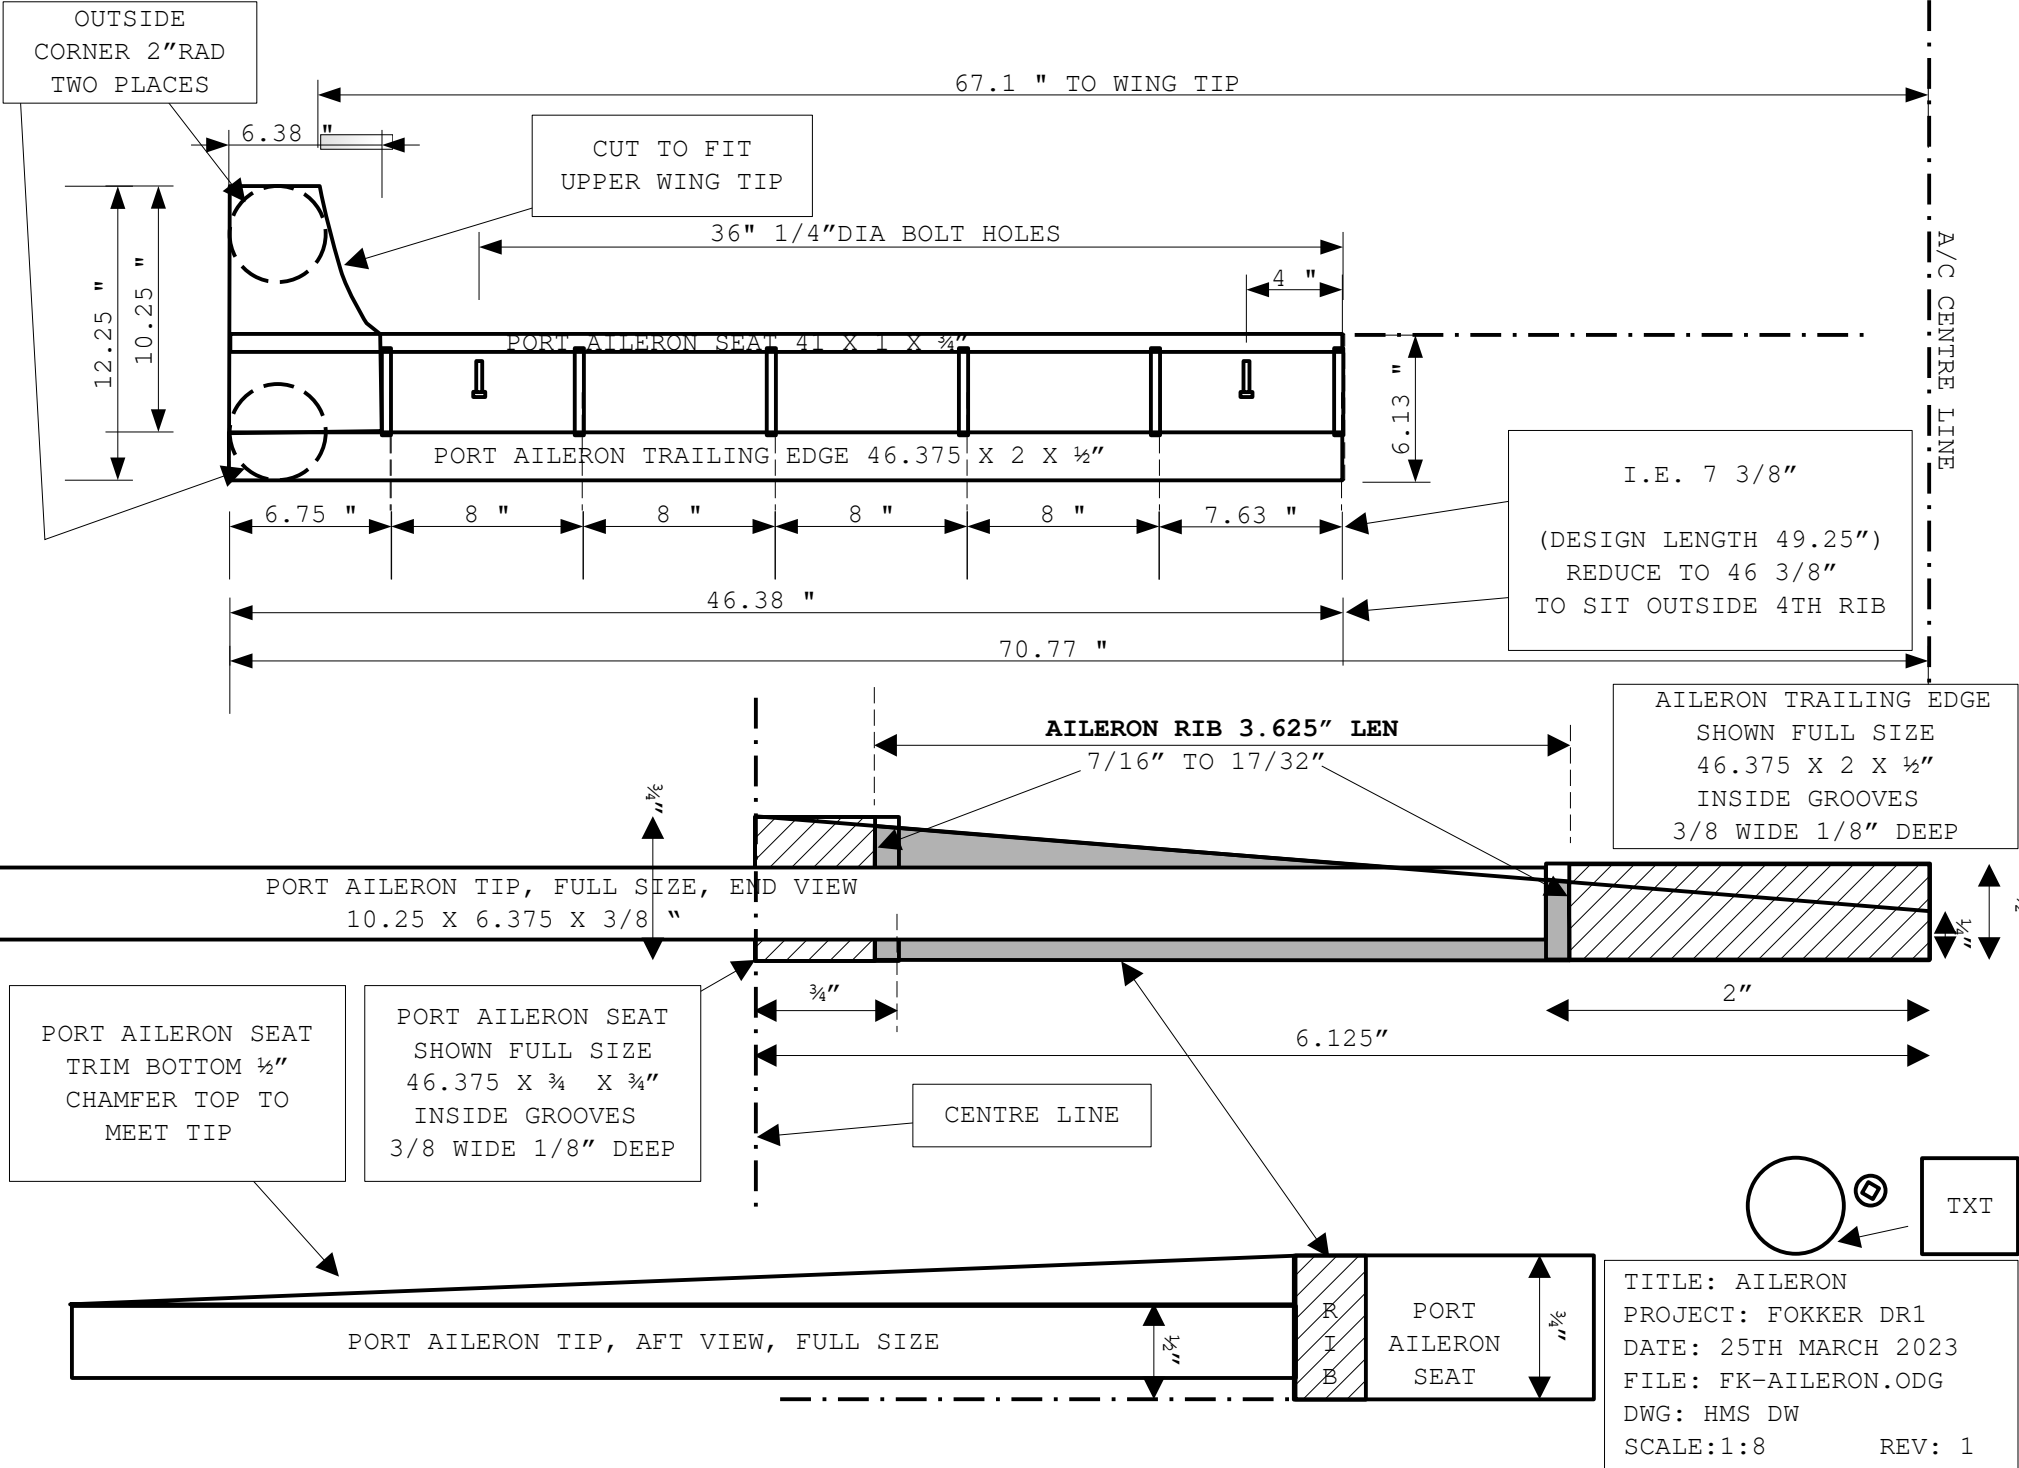 OUTSIDE
CORNER 2″RAD
TWO PLACES
67.1 " TO WING TIP
6.38 "
CUT TO FIT
UPPER WING TIP
36" 1/4″DIA BOLT HOLES
4 "
A/C CENTRE LINE
12.25 "
10.25 "
PORT AILERON SEAT 41 X 1 X ¾″
6.13 "
PORT AILERON TRAILING EDGE 46.375 X 2 X ½″
I.E. 7 3/8″
(DESIGN LENGTH 49.25″)
REDUCE TO 46 3/8″
TO SIT OUTSIDE 4TH RIB
6.75 "
8 "
8 "
8 "
8 "
7.63 "
46.38 "
70.77 "
AILERON RIB 3.625″ LEN
7/16″ TO 17/32″
AILERON TRAILING EDGE
SHOWN FULL SIZE
46.375 X 2 X ½″
INSIDE GROOVES
3/8 WIDE 1/8″ DEEP
¾″
PORT AILERON TIP, FULL SIZE, END VIEW
10.25 X 6.375 X 3/8 “
¼″
¾″
2″
6.125″
PORT AILERON SEAT
TRIM BOTTOM ½″
CHAMFER TOP TO
MEET TIP
PORT AILERON SEAT
SHOWN FULL SIZE
46.375 X ¾ X ¾″
INSIDE GROOVES
3/8 WIDE 1/8″ DEEP
CENTRE LINE
TXT
PORT AILERON TIP, AFT VIEW, FULL SIZE
½″
R
I
B
PORT
AILERON
SEAT
¾″
TITLE: AILERON
PROJECT: FOKKER DR1
DATE: 25TH MARCH 2023
FILE: FK-AILERON.ODG
DWG: HMS DW
SCALE:1:8 REV: 1